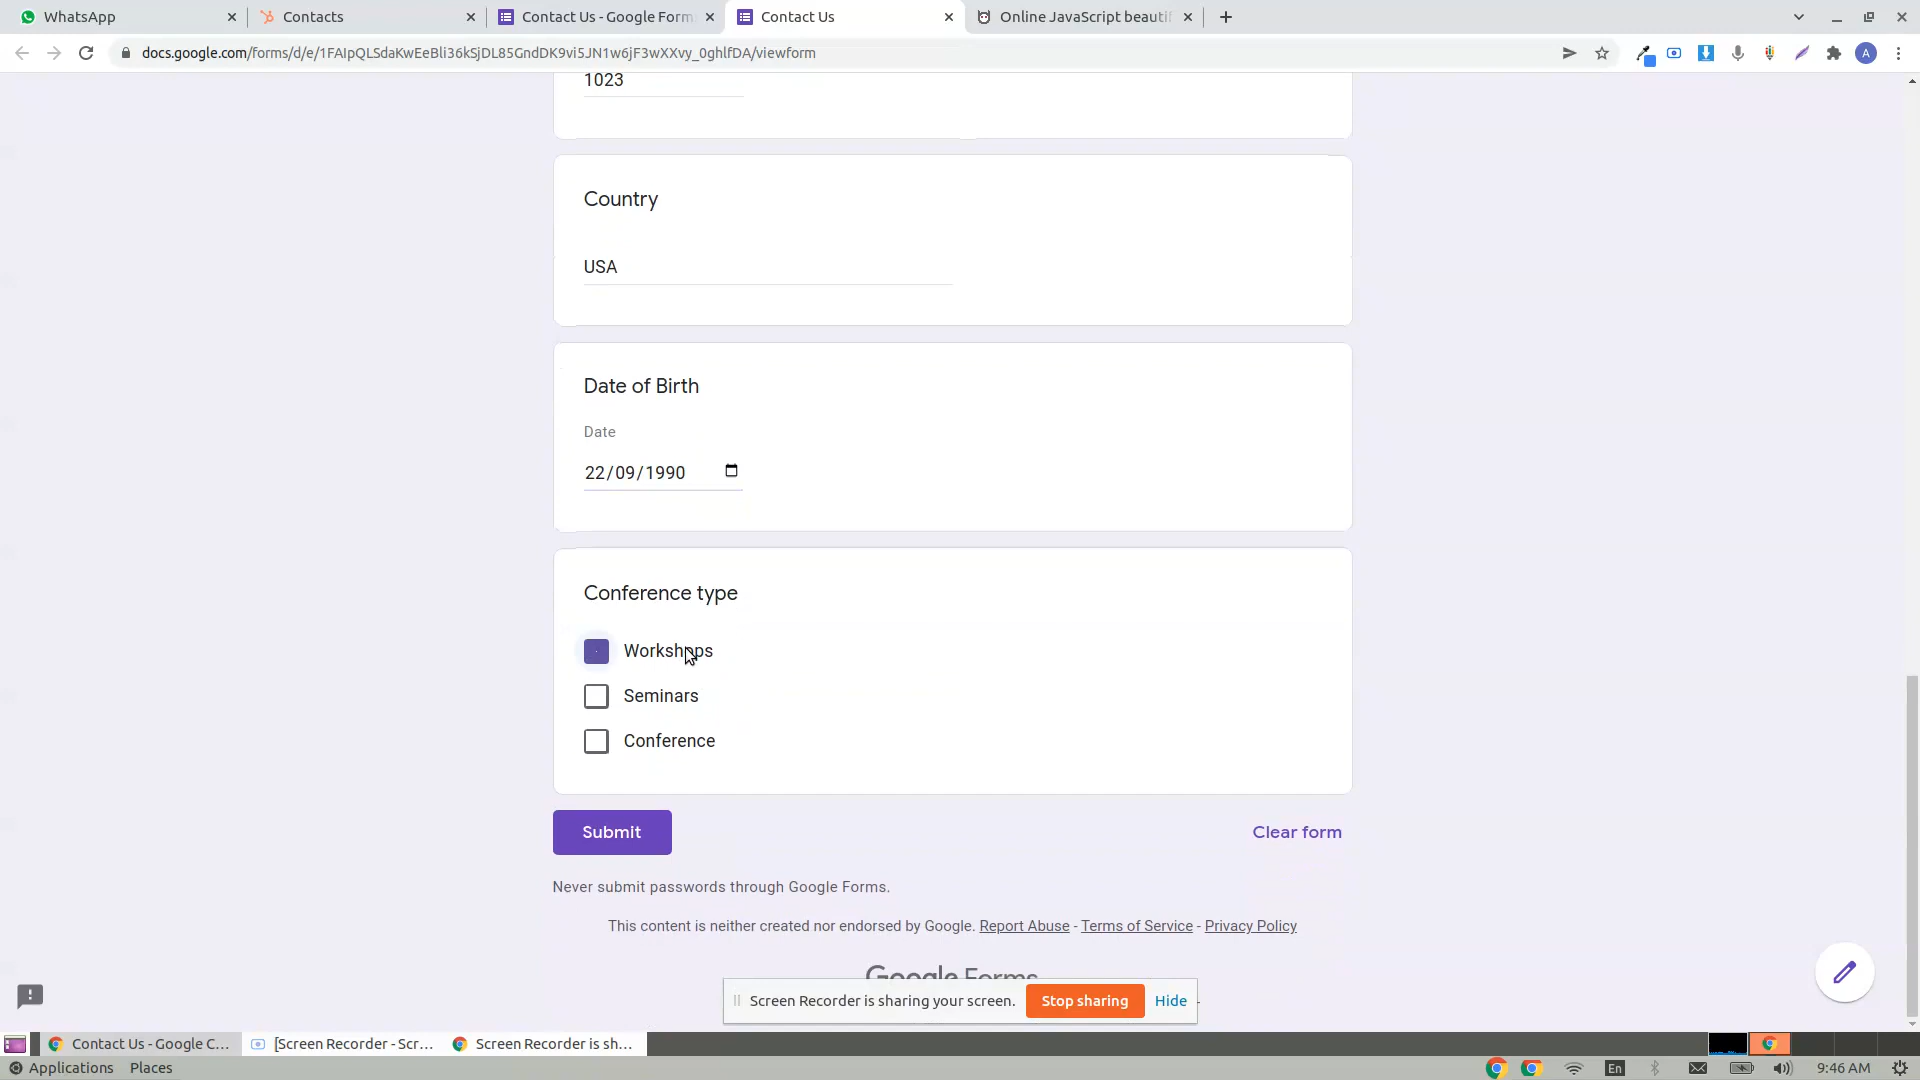 WhatsApp
Contacts
Contact Us - Google Form
Contact Us
Online JavaScript beautif
docs.google.com/forms/d/e/1FAIpQLSdaKwEeBli36kSjDL85GndDK9vi5JN1w6jF3wXXvy_0ghlfDA/viewform
A
1023
Country
USA
Date of Birth
Date
22/09/1990
Conference type
Workshops
Seminars
Conference
Submit
Clear form
Never submit passwords through Google Forms.
This content is neither created nor endorsed by Google. Report Abuse - Terms of Service - Privacy Policy
Google Forms
Screen Recorder is sharing your screen.
Stop sharing
Hide
Contact Us - Google C...
[Screen Recorder - Scr...
Screen Recorder is sh...
Applications
Places
En
9:46 AM